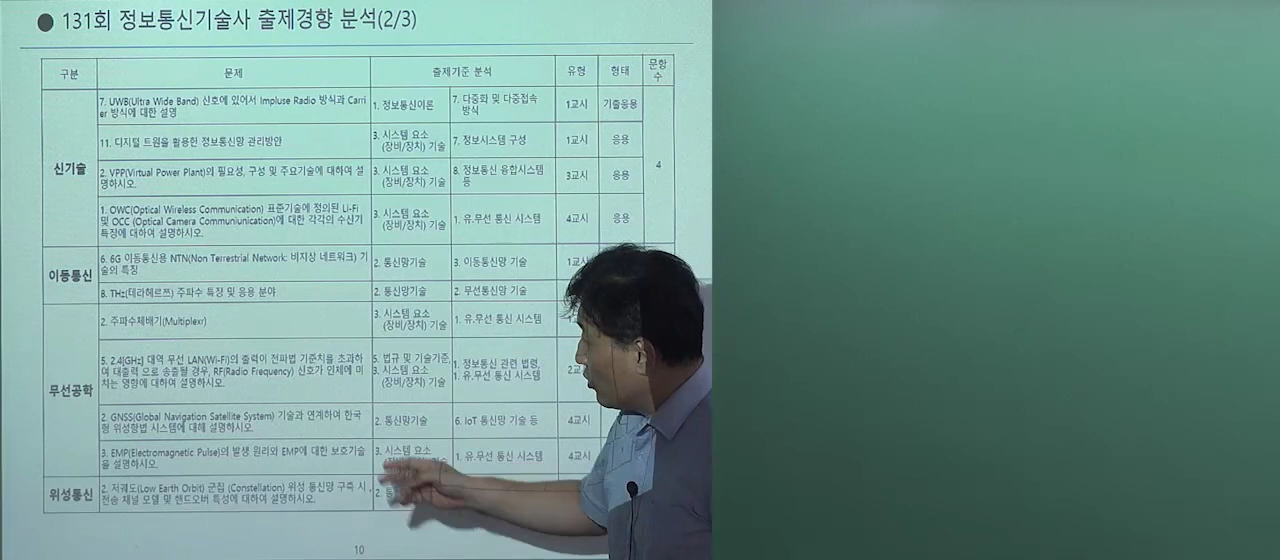 ● 131회 정보통신기술사 출제경향 분석(2/3)
구분 문제 출제기준 분석 유형 형태 문항
수
신기술
7. UWB(Ultra Wide Band) 신호에 있어서 Impluse Radio 방식과 Carri
er 방식에 대한 설명
1. 정보통신이론
7. 다중화 및 다중접속
방식
1교시
기출응용
11. 디지털 트원을 활용한 정보통신망 관리방안
3. 시스템 요소
(장비/장치) 기술
7. 정보시스템 구성
1교시
응용
2. VPP(Virtual Power Plant)의 필요성, 구성 및 주요기술에 대하여 설
명하시오.
3. 시스템 요소
(장비/장치) 기술
8. 정보통신 융합시스템
등
3교시
응용
1. OWC(Optical Wireless Communication) 표준기술에 정의된 Li-Fi
및 OCC (Optical Camera Communiunication)에 대한 각각의 수산기
특징에 대하여 설명하시오.
3. 시스템 요소
(장비/장치) 기술
1. 유.무선 통신 시스템
4교시
응용
4
이동통신
6. 6G 이동통신용 NTN(Non Terrestrial Network: 비지상 네트워크) 기
술의 특징
2. 통신망기술
3. 이동통신망 기술
1교
8. THz(테라헤르쯔) 주파수 특징 및 응용 분야
2. 통신망기술
2. 무선통신망 기술
무선공학
2. 주파수체배기(Multiplexr)
3. 시스템 요소
(장비/장치) 기술
1. 유.무선 통신 시스템
5. 2.4[GHz] 대역 무선 LAN(Wi-Fi)의 출력이 전파법 기준치를 초과하
여 대출력 으로 송출될 경우, RF(Radio Frequency) 신호가 인체에 미
치는 영향에 대하여 설명하시오.
5. 법규 및 기술기준,
3. 시스템 요소
(장비/장치) 기술
1. 정보통신 관련 법령,
1. 유.무선 통신 시스템
2교
2. GNSS(Global Navigation Satellite System) 기술과 연계하여 한국
형 위성항법 시스템에 대해 설명하시오.
2. 통신망기술
6. IoT 통신망 기술 등
4교시
3. EMP(Electromagnetic Pulse)의 발생 원리와 EMP에 대한 보호기술
을 설명하시오.
3. 시스템 요소
1. 유.무선 통신 시스템
4교시
위성통신
2. 저궤도(Low Earth Orbit) 군집 (Constellation) 위성 통신망 구축 시,
전송 채널 모델 및 핸드오버 특성에 대하여 설명하시오.
2.
10